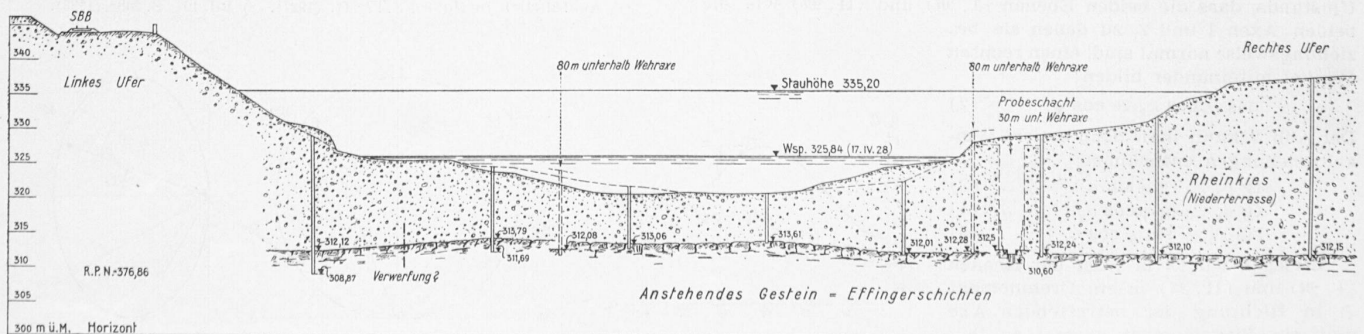 SBB
340
335
330
325
320
315
310
305
300 m ü.M. Horizont
Linkes Ufer
Rechtes Ufer
80m unterhalb Wehraxe
80m unterhalb Wehraxe
Stauhöhe 335,20
Probeschacht
30m unt. Wehraxe
Wsp. 325,84 (17.IV.28)
Rheinkies
(Niederterrasse)
312,12
308,87
313,79
311,69
312,08
313,06
313,61
312,01
312,28
312,5
310,60
312,24
312,10
312,15
R.P.N.=376,86
Verwerfung?
Anstehendes Gestein = Effingerschichten